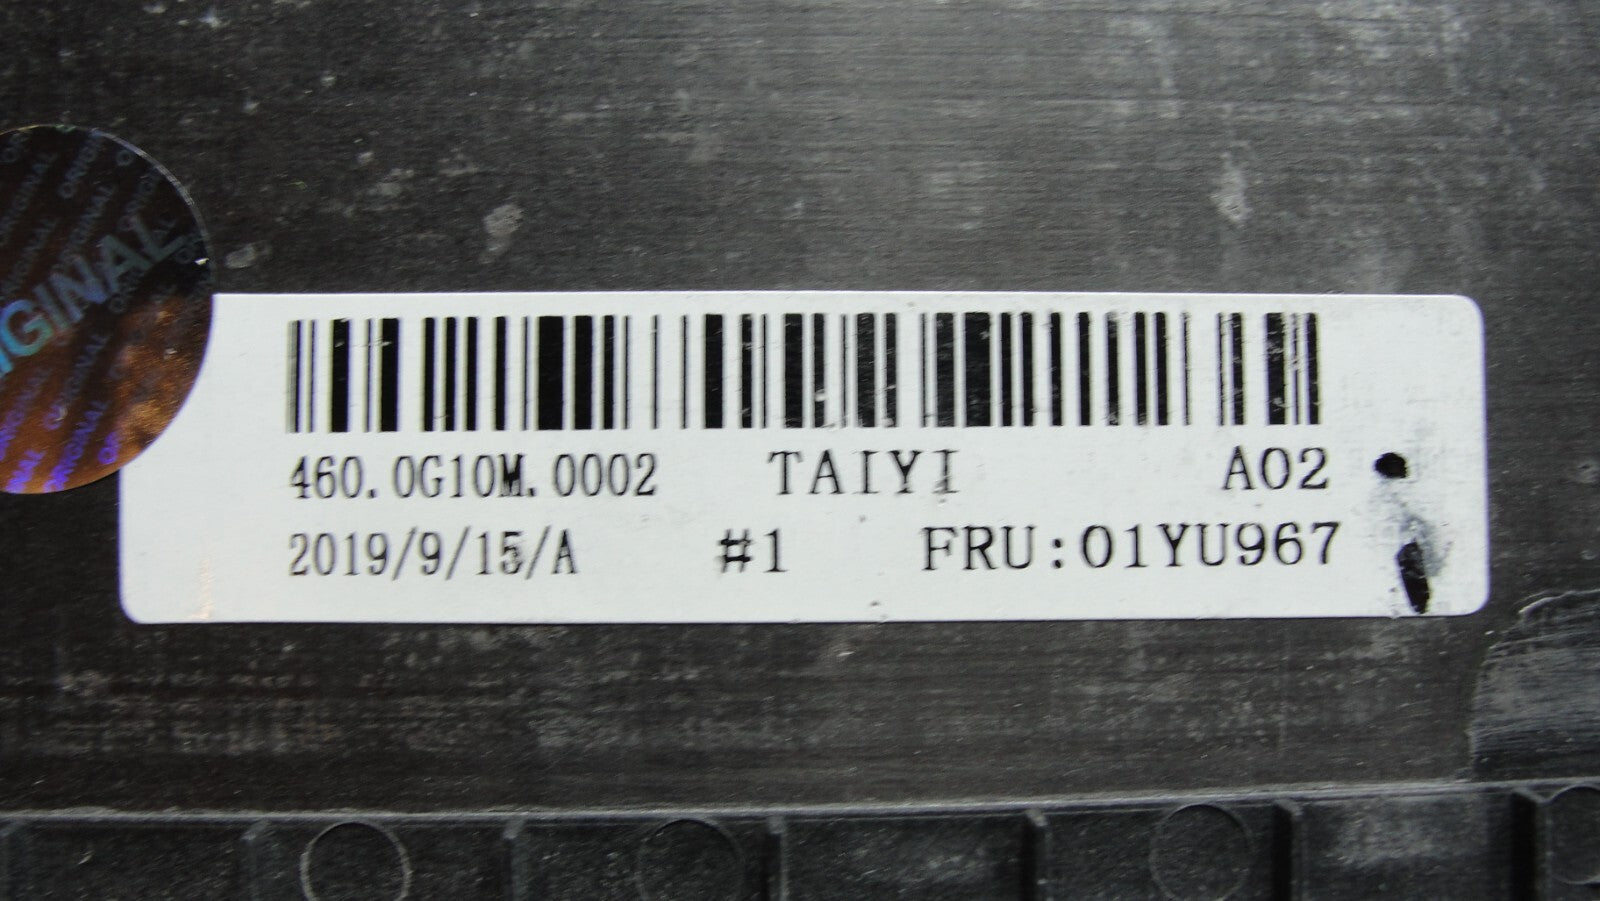 ORIGINAL
460.0G10M.0002 TAIYI A02
2019/9/15/A #1 FRU:01YU967